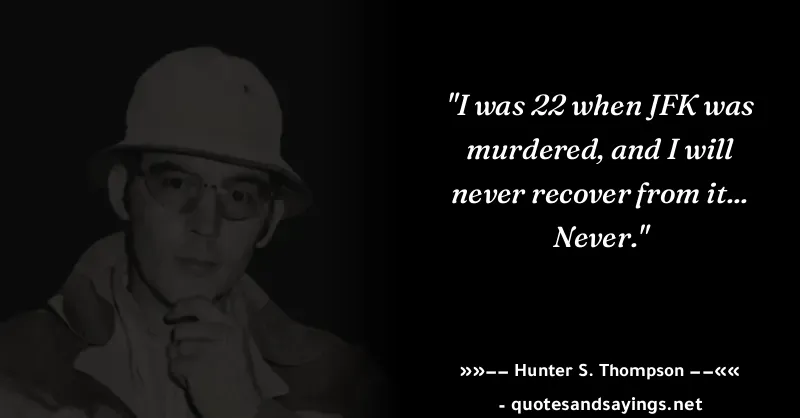 "I was 22 when JFK was
murdered, and I will
never recover from it...
Never."
»»–– Hunter S. Thompson ––««
- quotesandsayings.net